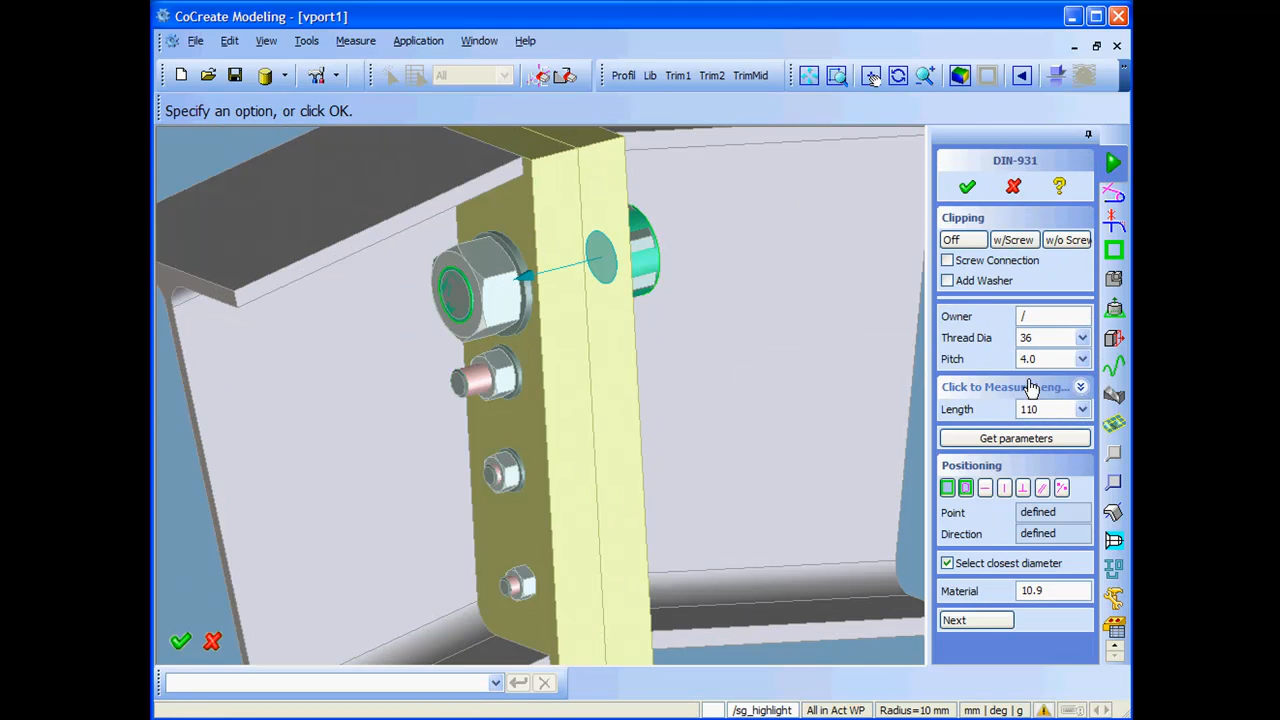 CoCreate Modeling - [vport1]
File Edit View Tools Measure Application Window Help
All Profil Lib Trim1 Trim2 TrimMid
Specify an option, or click OK.
DIN-931
Clipping
Off w/Screw w/o Screw
Screw Connection
Add Washer
Owner /
Thread Dia 36
Pitch 4.0
Click to Measure
Length 110
Get parameters
Positioning
Point defined
Direction defined
Select closest diameter
Material 10.9
Next
/sg_highlight All in Act WP Radius=10 mm mm | deg | g